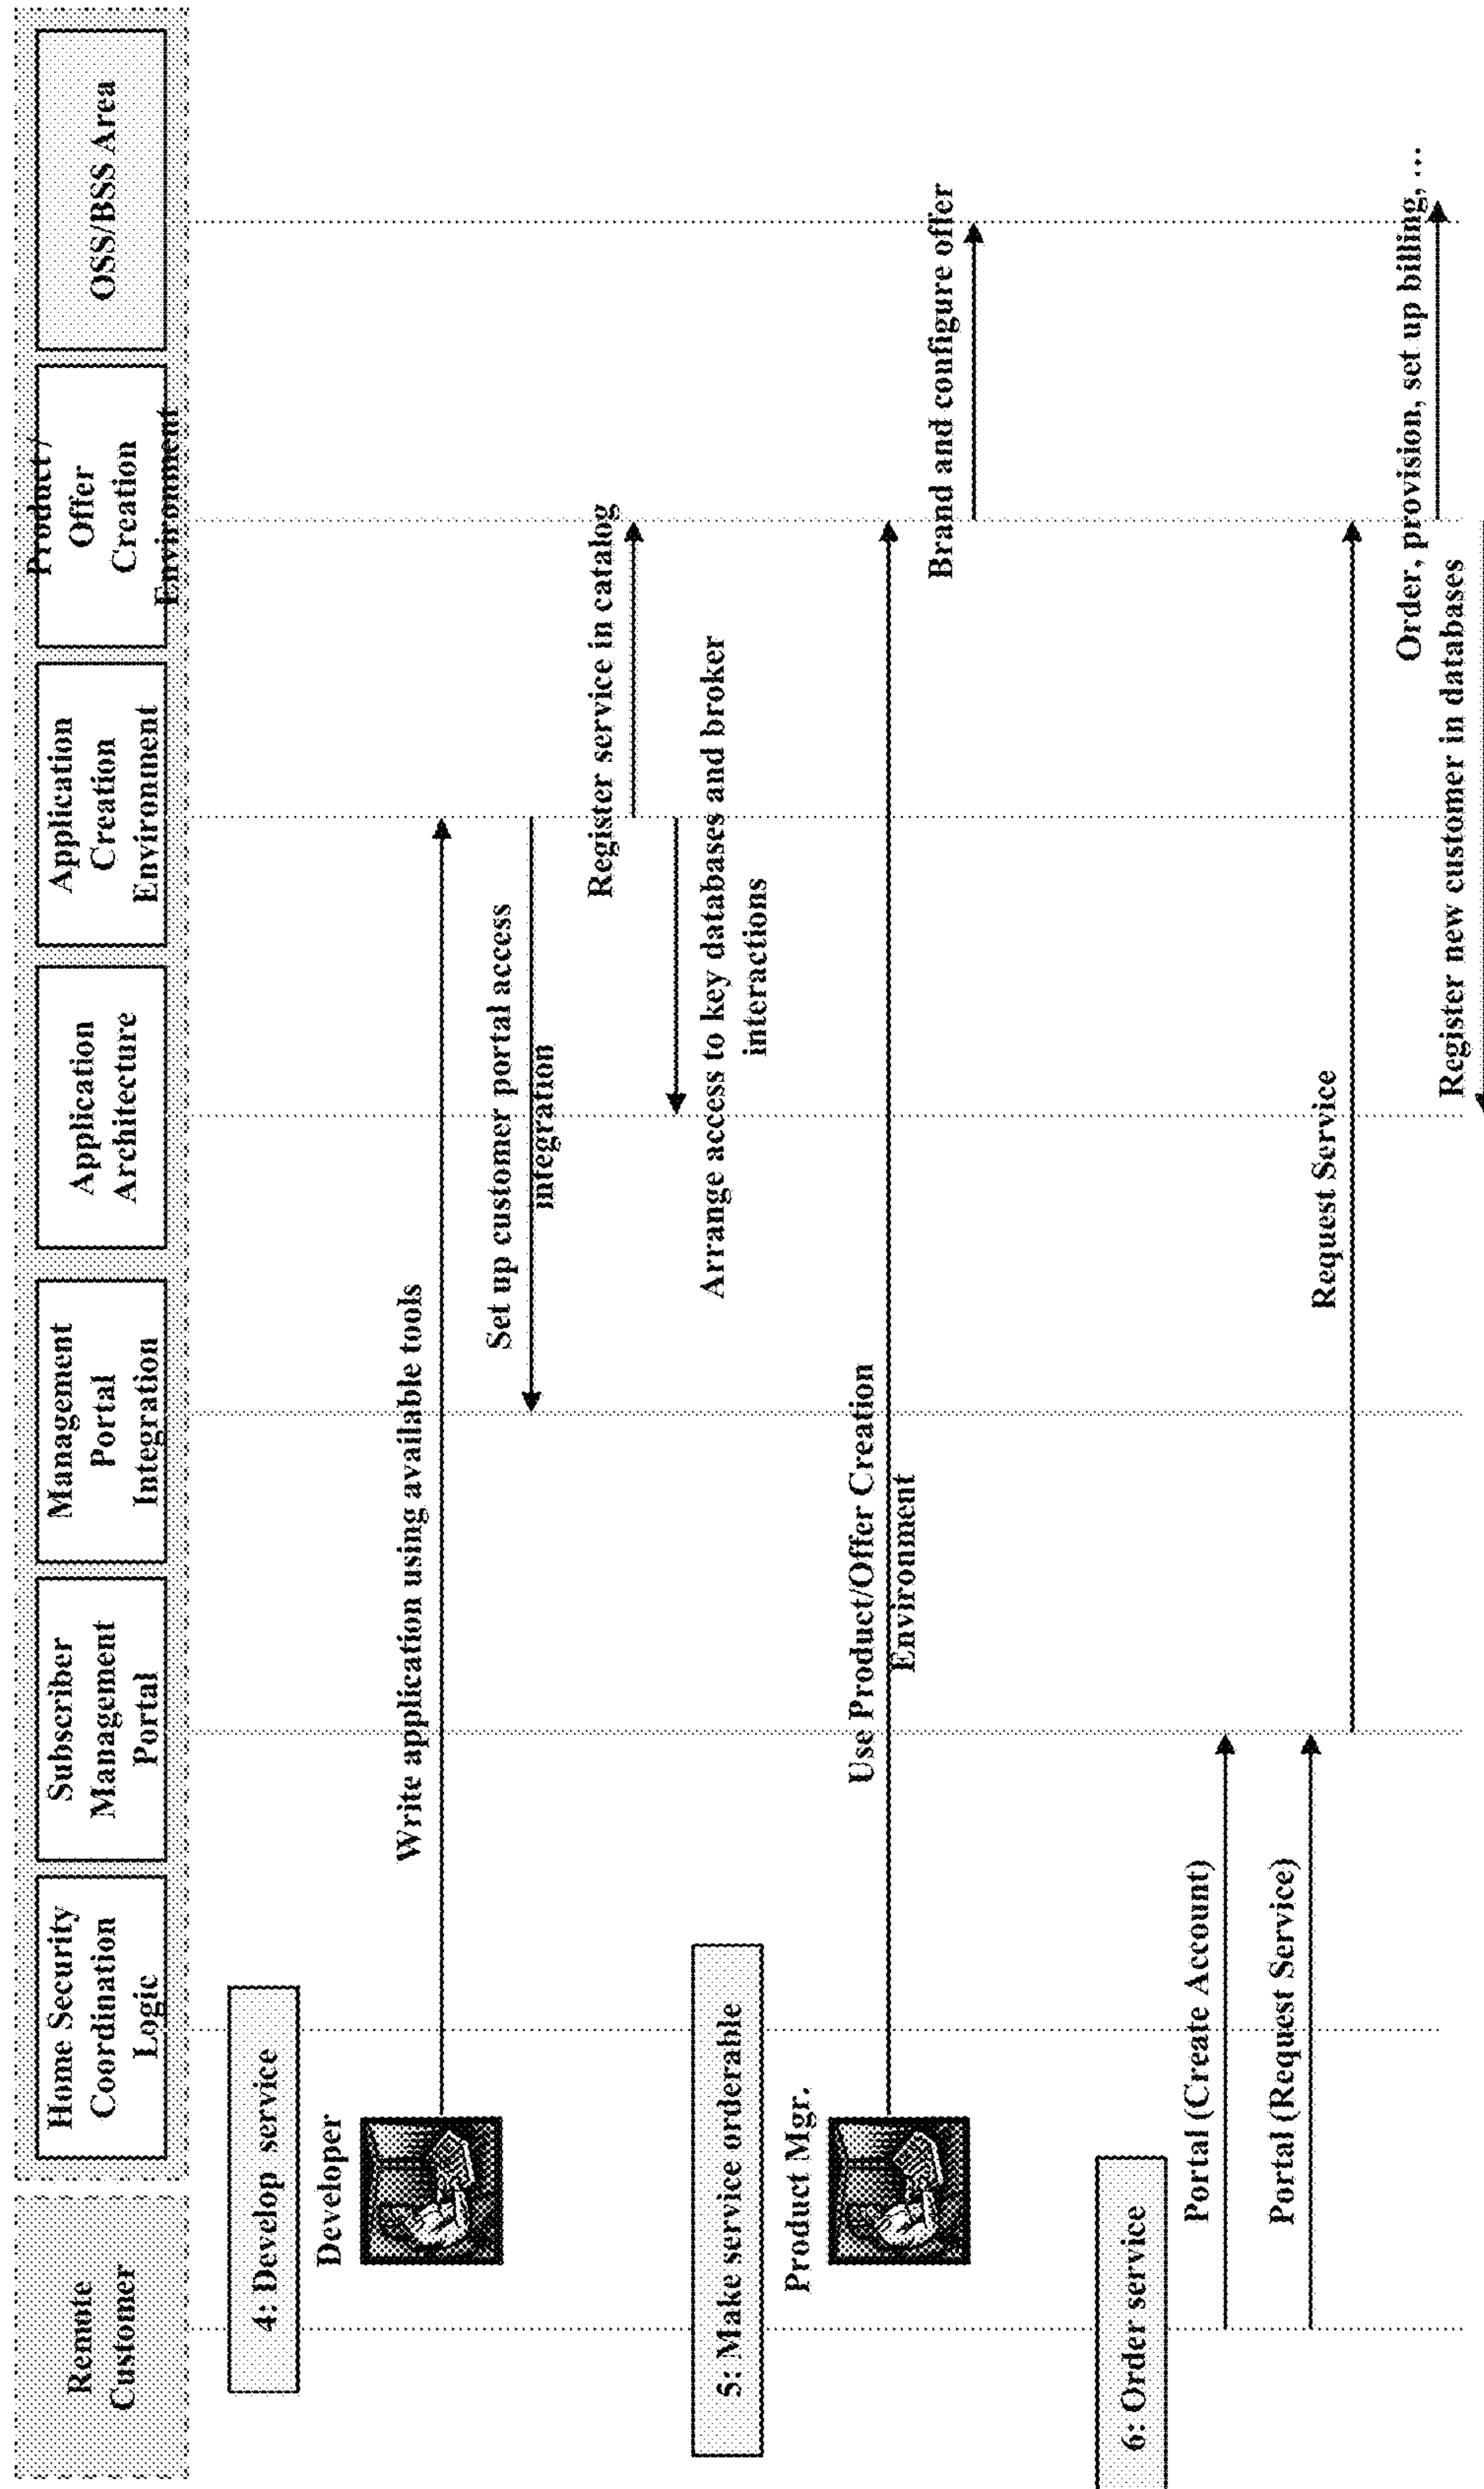 Remote
Customer
Home Security
Coordination
Logic
Subscriber
Management
Portal
Management
Portal
Integration
Application
Architecture
Application
Creation
Environment
Product /
Offer
Creation
Environment
OSS/BSS Area
4: Develop service
Developer
Write application using available tools
Set up customer portal access
integration
Register service in catalog
Arrange access to key databases and broker
interactions
5: Make service orderable
Product Mgr.
Use Product/Offer Creation
Environment
Brand and configure offer
6: Order service
Portal (Create Account)
Portal (Request Service)
Request Service
Order, provision, set up billing, …
Register new customer in databases